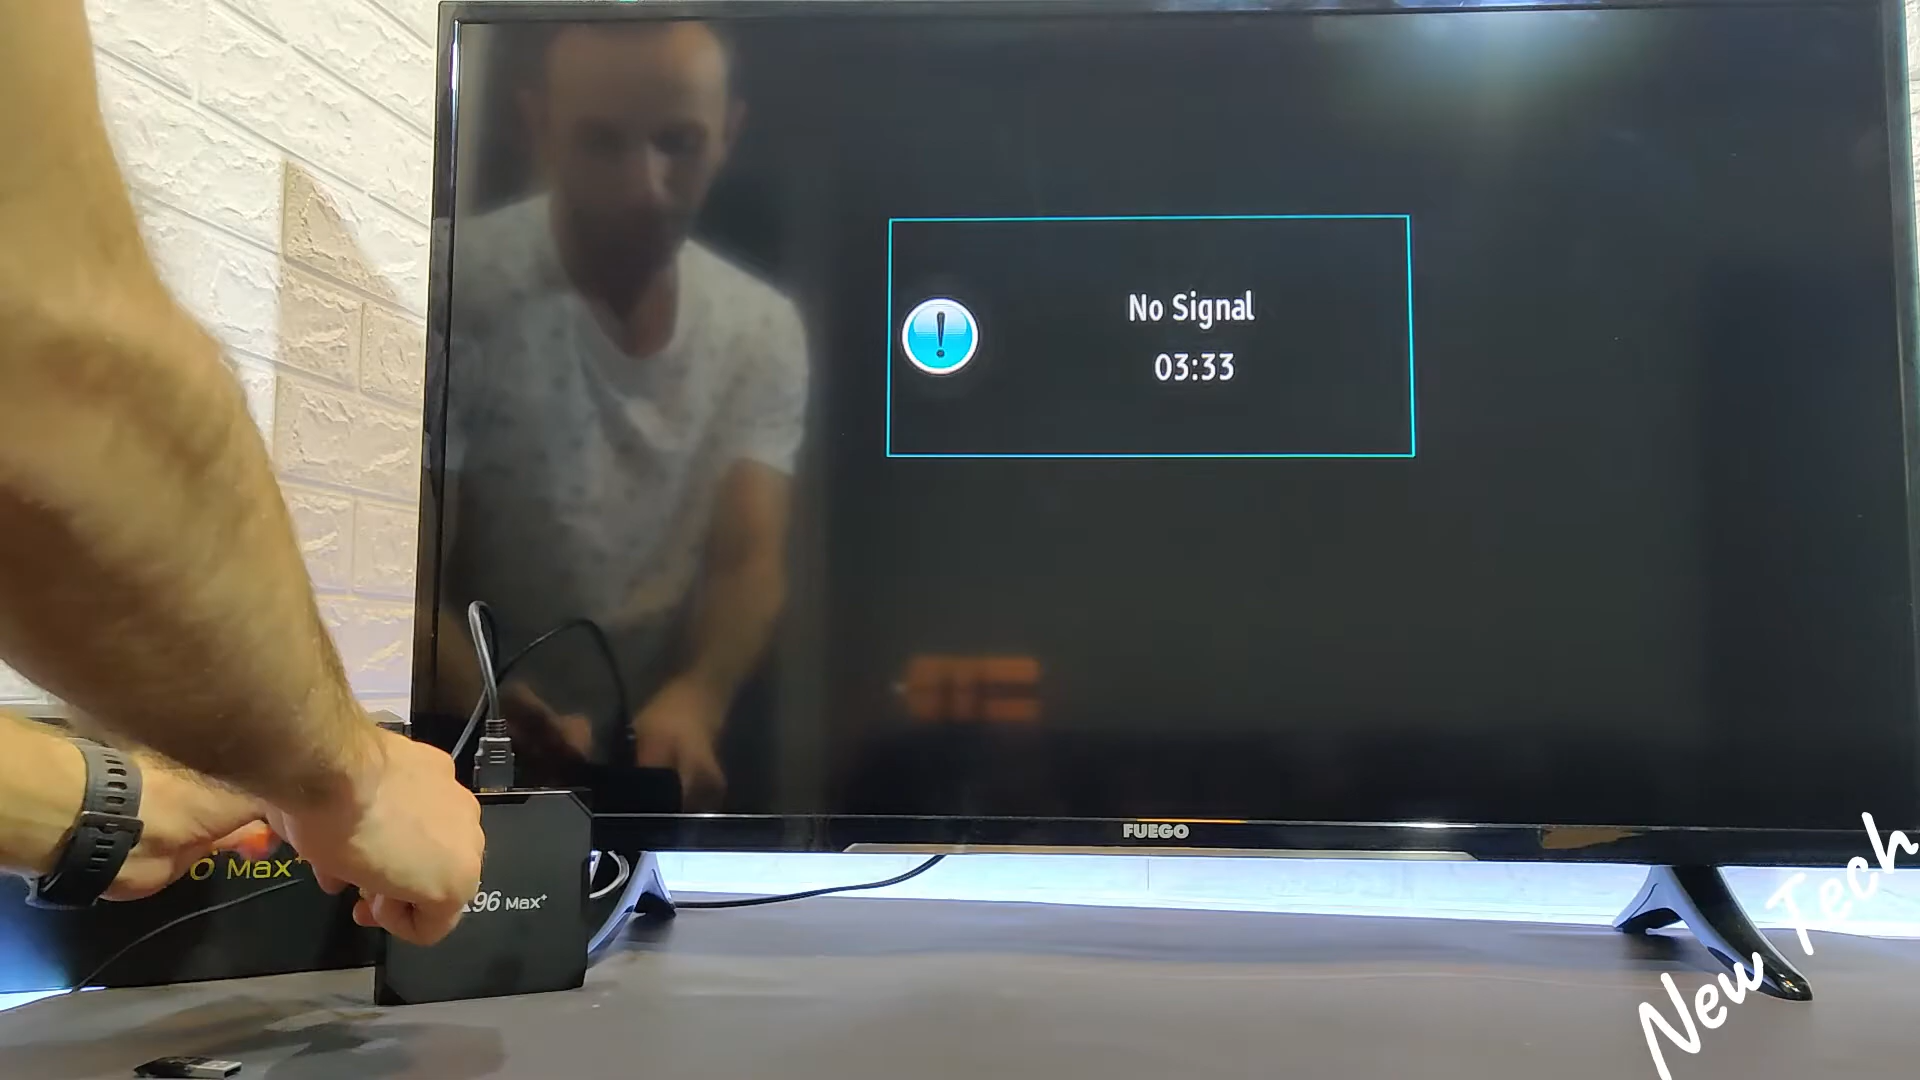 No Signal
03:33
FUEGO
Max+
96 Max+
New Tech